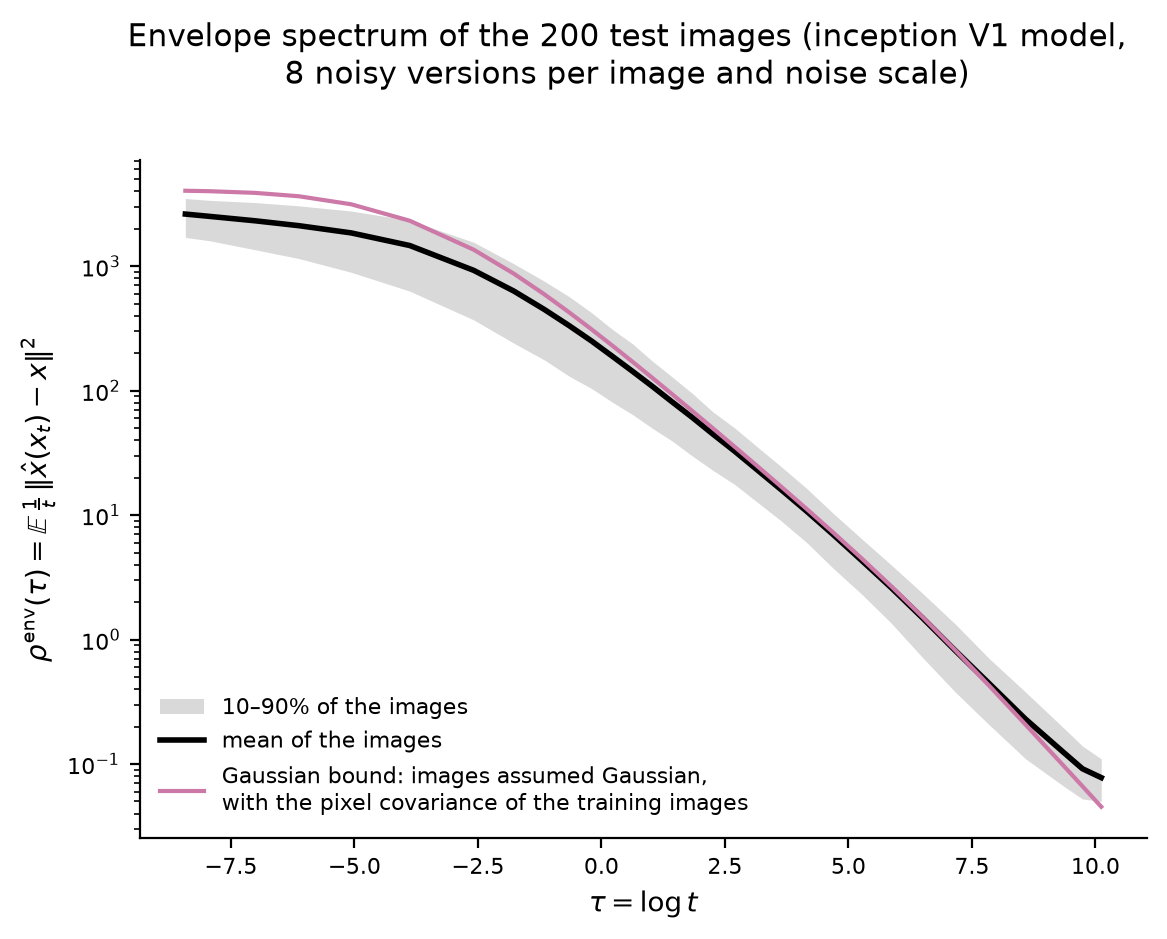 Envelope spectrum of the 200 test images (inception V1 model,
8 noisy versions per image and noise scale)
ρ^env(τ) = 𝔼 1/t ‖x̂(x_t) − x‖²
10³
10²
10¹
10⁰
10⁻¹
10–90% of the images
mean of the images
Gaussian bound: images assumed Gaussian,
with the pixel covariance of the training images
−7.5 −5.0 −2.5 0.0 2.5 5.0 7.5 10.0
τ = log t